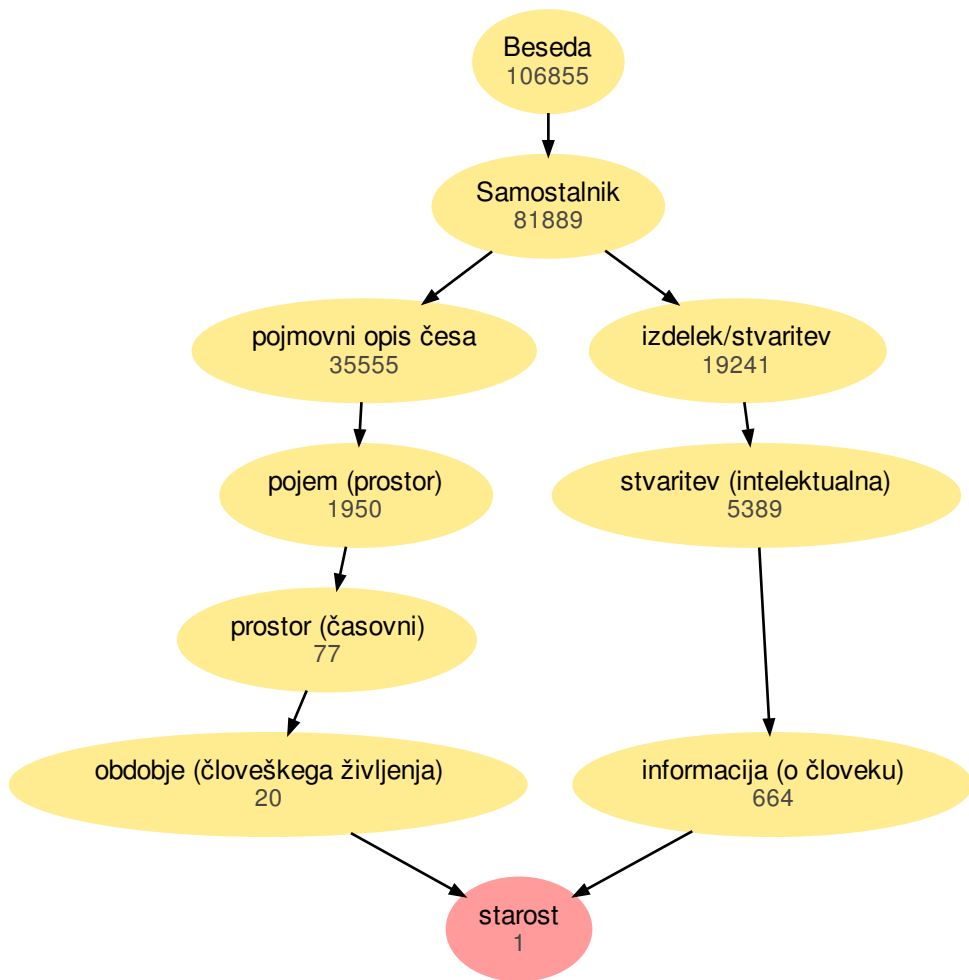 Beseda
106855
Samostalnik
81889
pojmovni opis česa
35555
izdelek/stvaritev
19241
pojem (prostor)
1950
stvaritev (intelektualna)
5389
prostor (časovni)
77
obdobje (človeškega življenja)
20
informacija (o človeku)
664
starost
1